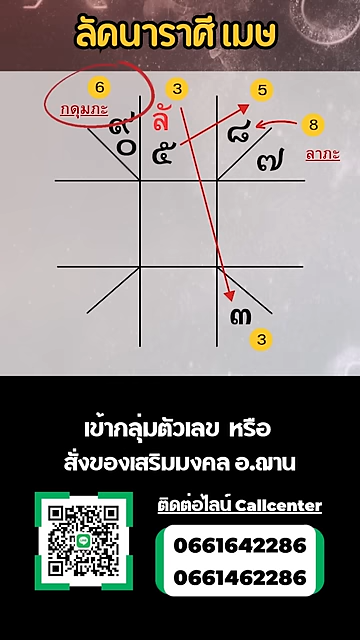 ลัคนาราศี เมษ
6 3 5
กดุมภะ
๙ ลั ๘ 8
๐ ๕ ๗ ลาภะ
๓
3
เข้ากลุ่มตัวเลข หรือ
สั่งของเสริมมงคล อ.ฌาน
ติดต่อไลน์ Callcenter
0661642286
0661462286